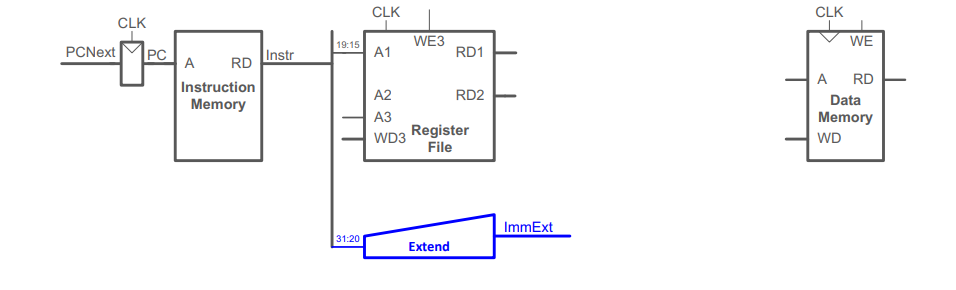 CLK
PCNext
PC
A
RD
Instruction
Memory
Instr
19:15
CLK
WE3
A1
RD1
A2
RD2
A3
WD3
Register
File
31:20
Extend
ImmExt
CLK
WE
A
RD
Data
Memory
WD